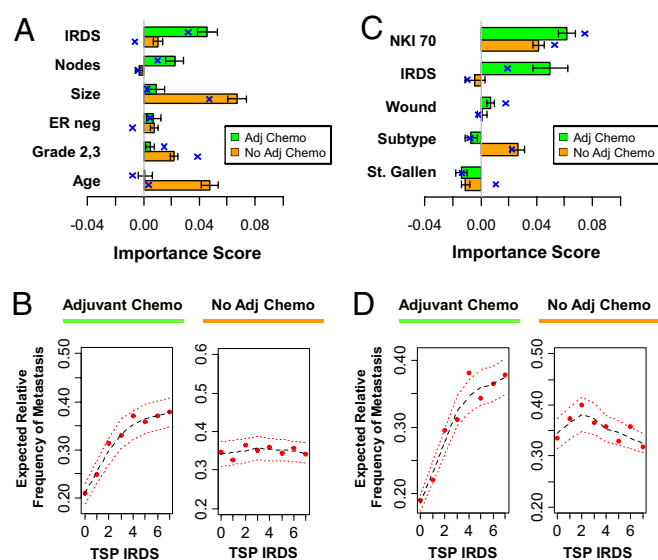 A
IRDS
Nodes
Size
ER neg
Grade 2,3
Age
Adj Chemo
No Adj Chemo
-0.04 0.00 0.04 0.08
Importance Score
C
NKI 70
IRDS
Wound
Subtype
St. Gallen
Adj Chemo
No Adj Chemo
-0.04 0.00 0.04 0.08
Importance Score
B
Adjuvant Chemo
No Adj Chemo
Expected Relative
Frequency of Metastasis
0.50
0.40
0.30
0.20
0 2 4 6
TSP IRDS
0.6
0.5
0.4
0.3
0.2
0 2 4 6
TSP IRDS
D
Adjuvant Chemo
No Adj Chemo
Expected Relative
Frequency of Metastasis
0.40
0.30
0.20
0 2 4 6
TSP IRDS
0.50
0.40
0.30
0.20
0 2 4 6
TSP IRDS